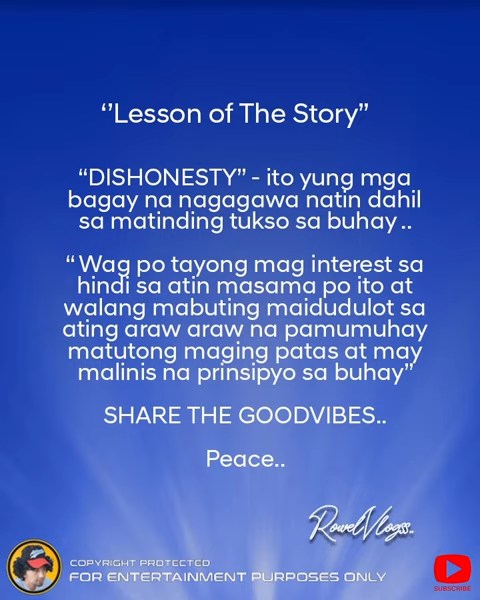 ‘’Lesson of The Story”
“DISHONESTY” - ito yung mga
bagay na nagagawa natin dahil
sa matinding tukso sa buhay ..
“ Wag po tayong mag interest sa
hindi sa atin masama po ito at
walang mabuting maidudulot sa
ating araw araw na pamumuhay
matutong maging patas at may
malinis na prinsipyo sa buhay”
SHARE THE GOODVIBES..
Peace..
RowelVlogss..
COPYRIGHT PROTECTED
FOR ENTERTAINMENT PURPOSES ONLY
SUBSCRIBE